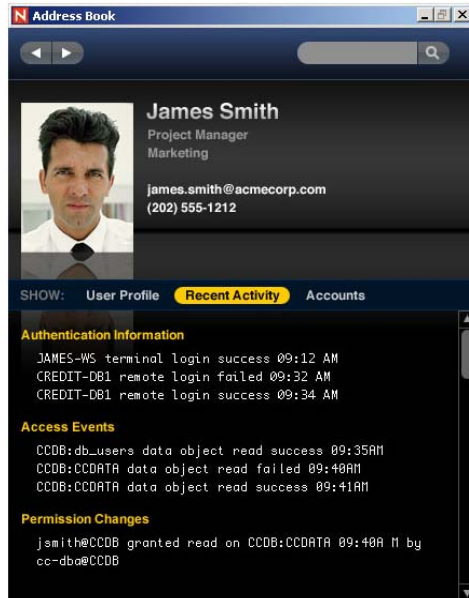 N Address Book
James Smith
Project Manager
Marketing
james.smith@acmecorp.com
(202) 555-1212
SHOW: User Profile Recent Activity Accounts
Authentication Information
JAMES-WS terminal login success 09:12 AM
CREDIT-DB1 remote login failed 09:32 AM
CREDIT-DB1 remote login success 09:34 AM
Access Events
CCDB:db_users data object read success 09:35AM
CCDB:CCDATA data object read failed 09:40AM
CCDB:CCDATA data object read success 09:41AM
Permission Changes
jsmith@CCDB granted read on CCDB:CCDATA 09:40A M by
cc-dba@CCDB